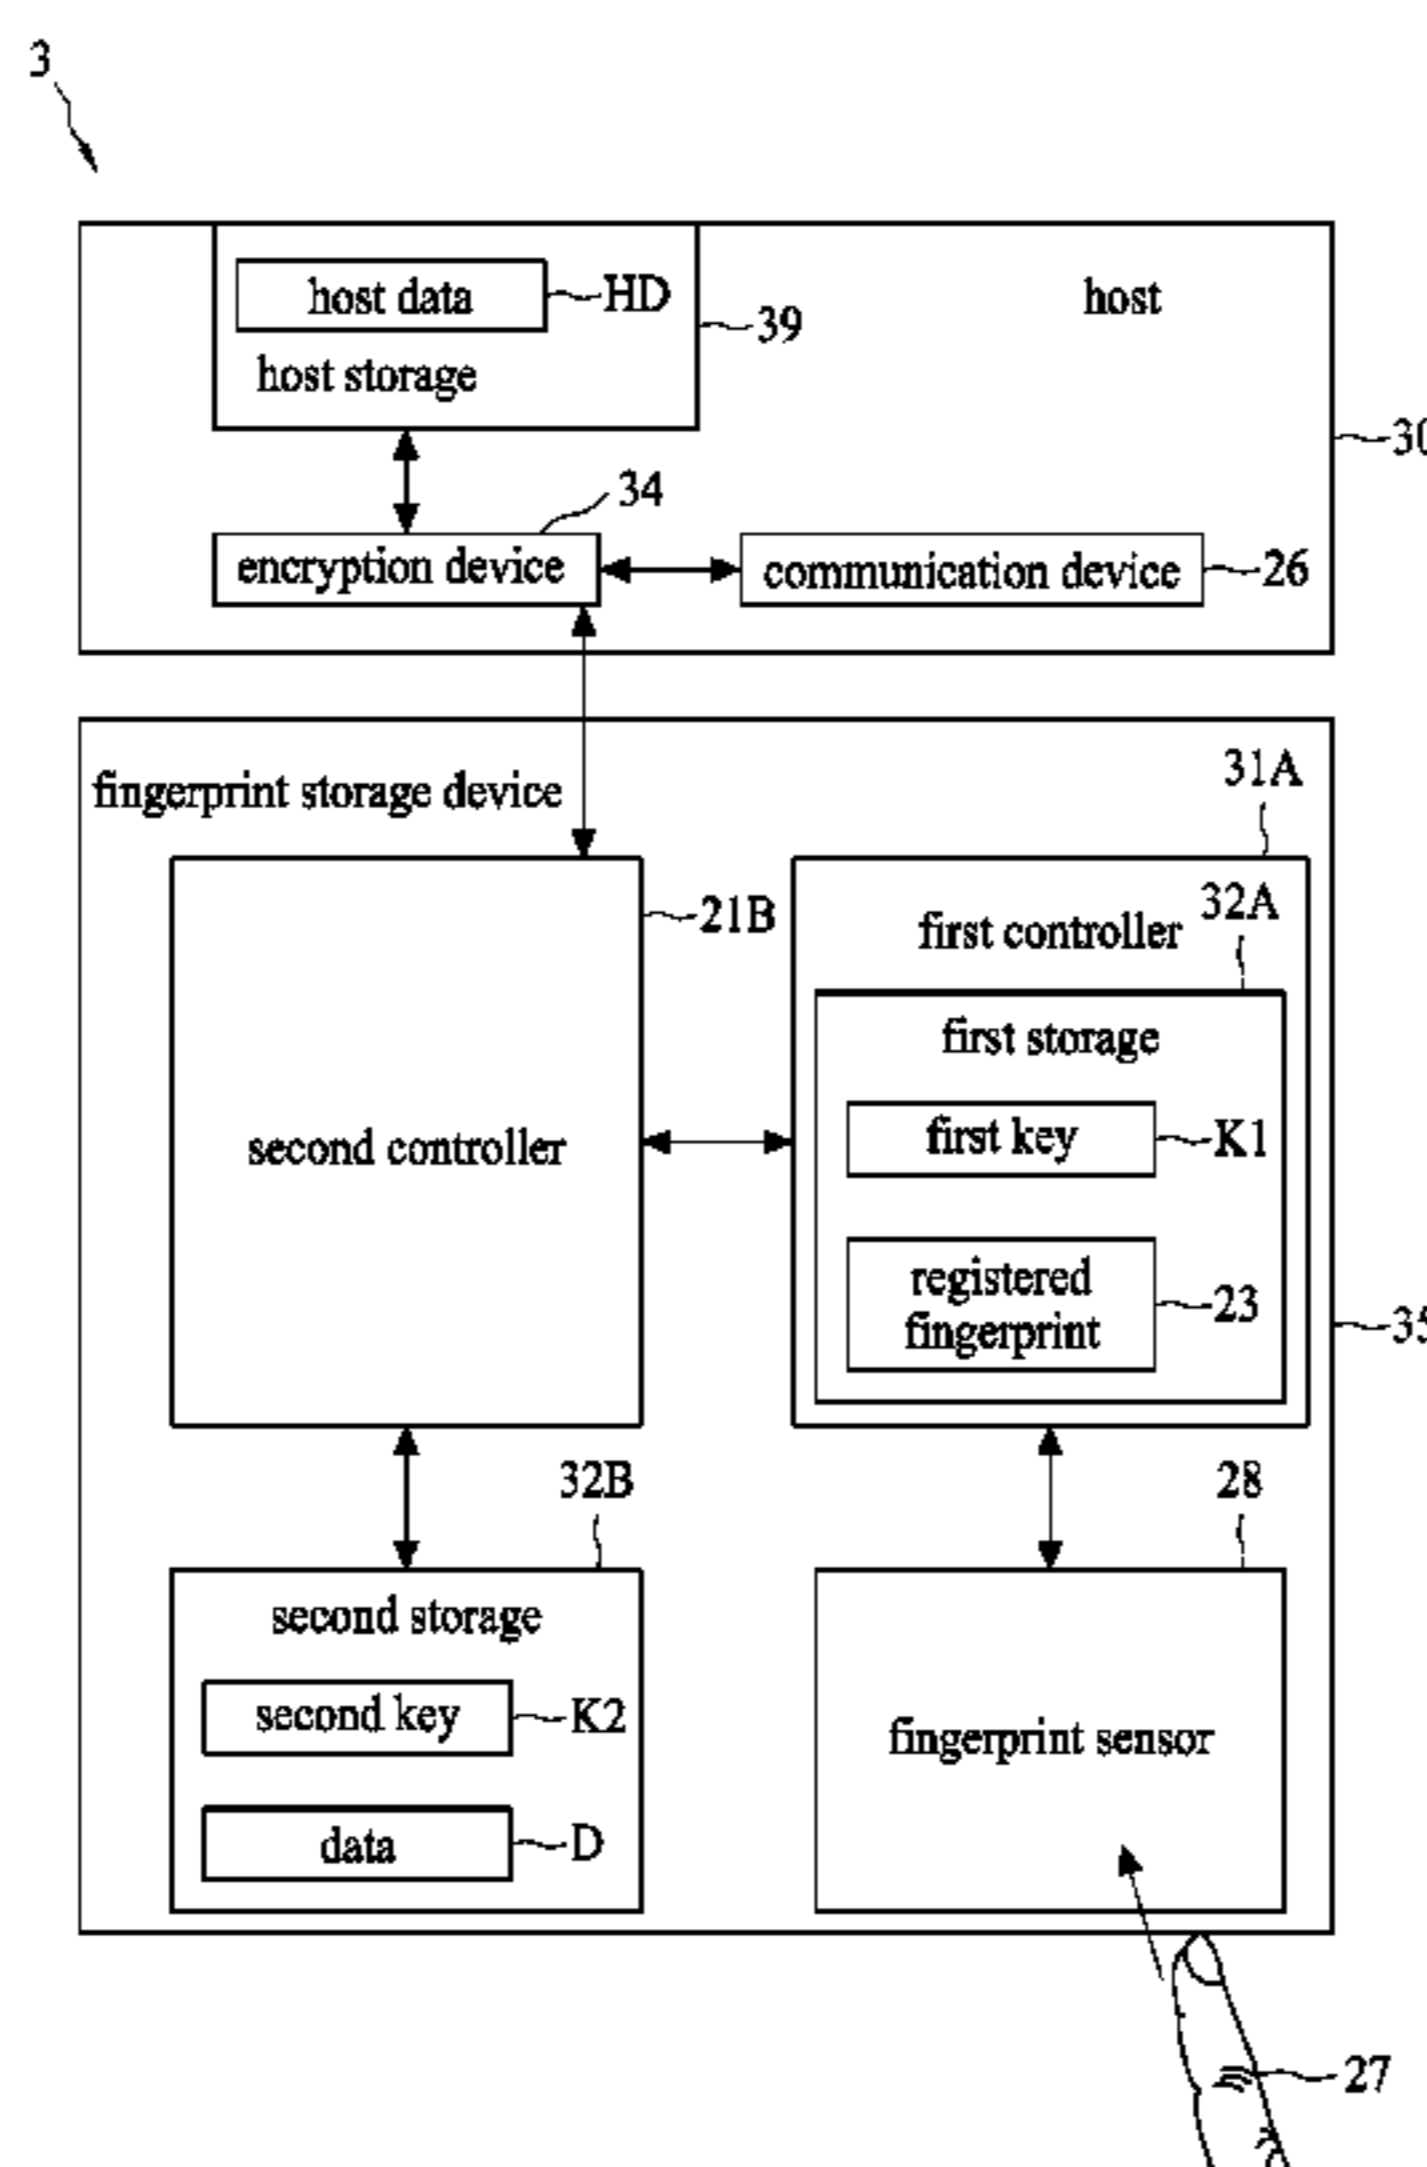 3
host data
HD
host
39
host storage
30
34
encryption device
communication device
26
fingerprint storage device
31A
21B
32A
first controller
first storage
second controller
first key
K1
registered
fingerprint
23
35
32B
28
second storage
second key
K2
fingerprint sensor
data
D
27